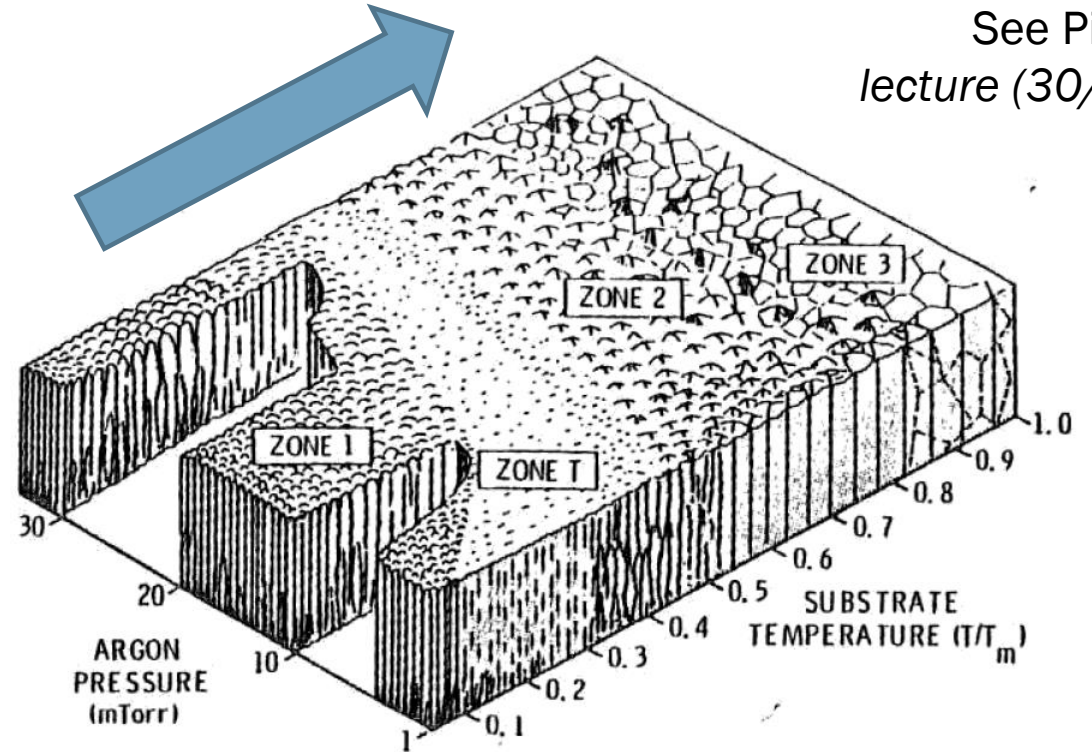 See
lecture (30/
ZONE 3
ZONE 2
ZONE 1
ZONE T
30
20
10
1
ARGON
PRESSURE
(mTorr)
0.1
0.2
0.3
0.4
0.5
0.6
0.7
0.8
0.9
1.0
SUBSTRATE
TEMPERATURE (T/Tm)